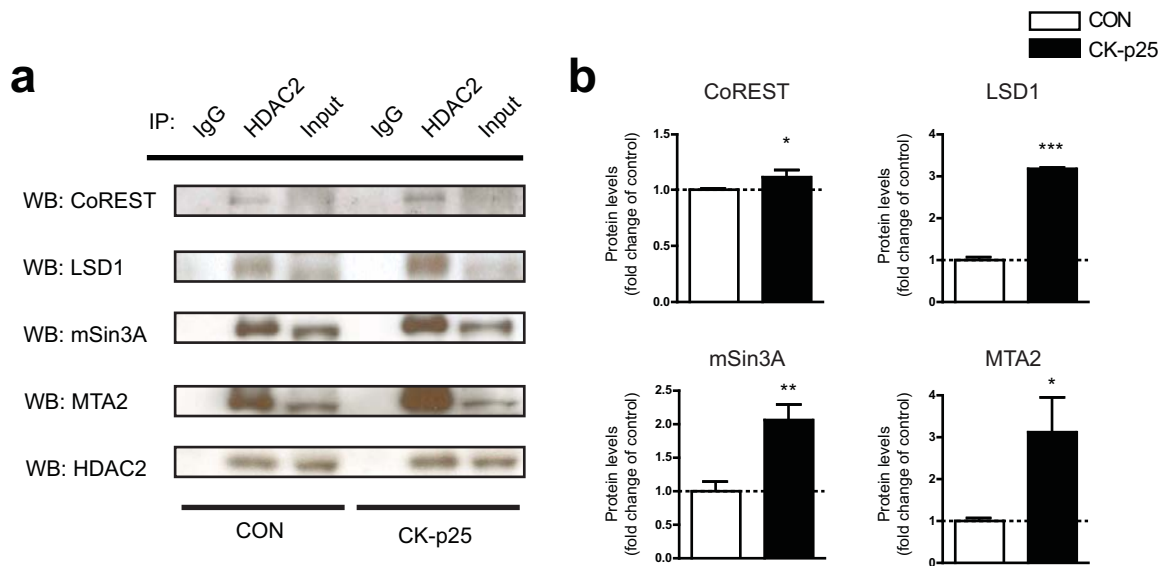 CON
CK-p25
a
IP: IgG HDAC2 Input IgG HDAC2 Input
WB: CoREST
WB: LSD1
WB: mSin3A
WB: MTA2
WB: HDAC2
CON
CK-p25
b
CoREST
Protein levels
(fold change of control)
1.5
1.0
0.5
0.0
*
LSD1
Protein levels
(fold change of control)
4
3
2
1
0
***
mSin3A
Protein levels
(fold change of control)
2.5
2.0
1.5
1.0
0.5
0.0
**
MTA2
Protein levels
(fold change of control)
4
3
2
1
0
*